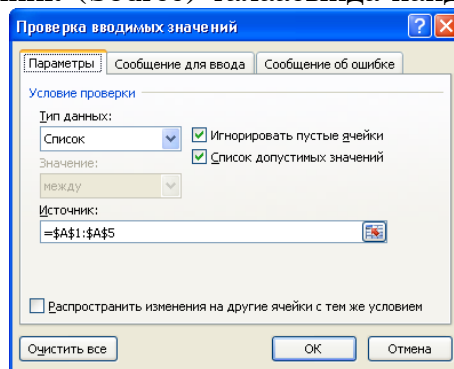 Проверка вводимых значений
Параметры Сообщение для ввода Сообщение об ошибке
Условие проверки
Тип данных:
Список Игнорировать пустые ячейки
Значение: Список допустимых значений
между
Источник:
=$A$1:$A$5
Распространить изменения на другие ячейки с тем же условием
Очистить все ОК Отмена